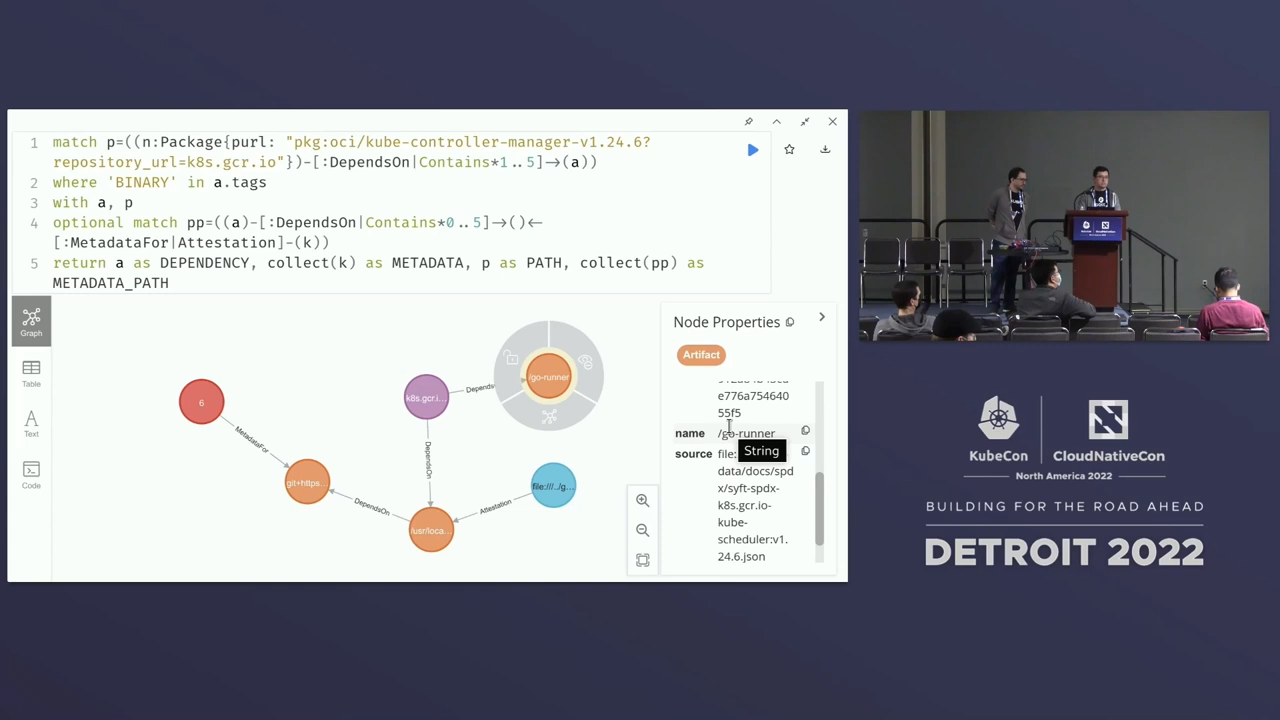 1 match p=((n:Package{purl: "pkg:oci/kube-controller-manager-v1.24.6?
repository_url=k8s.gcr.io"})-[:DependsOn|Contains*1..5]->(a))
2 where 'BINARY' in a.tags
3 with a, p
4 optional match pp=((a)-[:DependsOn|Contains*0..5]->()<-
[:MetadataFor|Attestation]-(k))
5 return a as DEPENDENCY, collect(k) as METADATA, p as PATH, collect(pp) as
METADATA_PATH
Graph
Table
Text
Code
6
MetadataFor
git+https...
DependsOn
k8s.gcr.i...
Depends
/go-runner
DependsOn
/usr/loca...
Attestation
file:///../g...
Node Properties
Artifact
e776a754640
55f5
name /go-runner
String
source file:
data/docs/spd
x/syft-spdx-
k8s.gcr.io-
kube-
scheduler:v1.
24.6.json
KubeCon
CloudNativeCon
North America 2022
BUILDING FOR THE ROAD AHEAD
DETROIT 2022